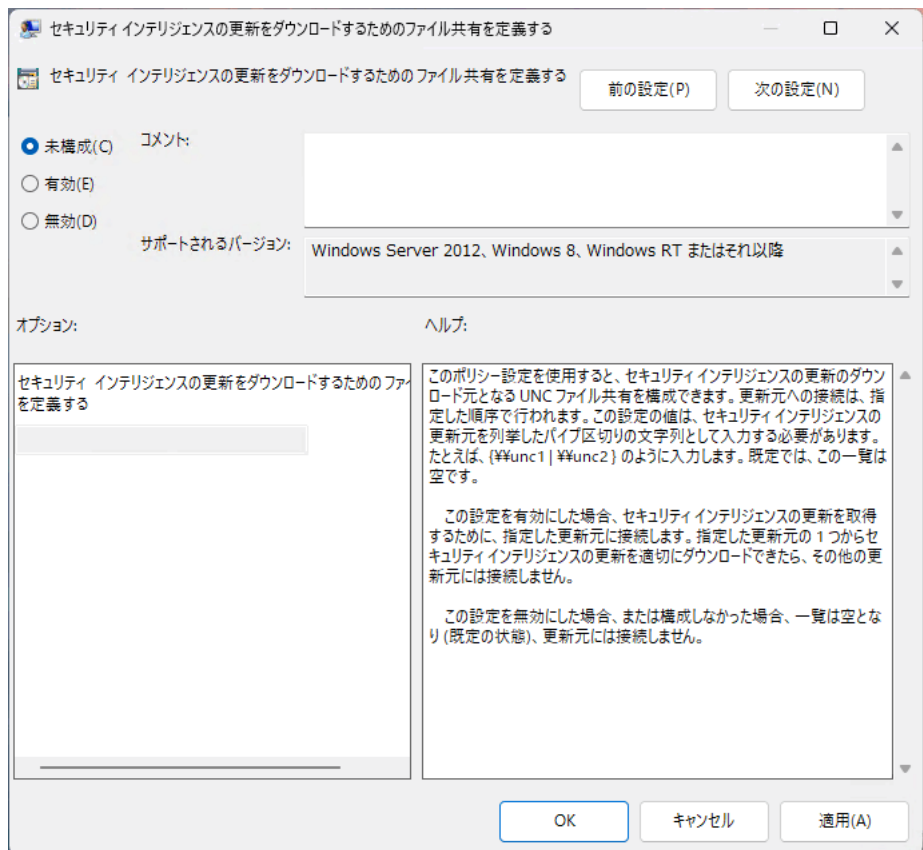 セキュリティ インテリジェンスの更新をダウンロードするためのファイル共有を定義する
セキュリティ インテリジェンスの更新をダウンロードするための ファイル共有を定義する
前の設定(P)
次の設定(N)
未構成(C)
有効(E)
無効(D)
コメント:
サポートされるバージョン:
Windows Server 2012、Windows 8、Windows RT またはそれ以降
オプション:
ヘルプ:
セキュリティ インテリジェンスの更新をダウンロードするための ファイ
を定義する
このポリシー設定を使用すると、セキュリティ インテリジェンスの更新のダウン
ロード元となる UNC ファイル共有を構成できます。更新元への接続は、指
定した順序で行われます。この設定の値は、セキュリティ インテリジェンスの
更新元を列挙したパイプ区切りの文字列として入力する必要があります。
たとえば、{¥¥unc1 | ¥¥unc2 } のように入力します。既定では、この一覧は
空です。
この設定を有効にした場合、セキュリティ インテリジェンスの更新を取得
するために、指定した更新元に接続します。指定した更新元の 1 つからセ
キュリティ インテリジェンスの更新を適切にダウンロードできたら、その他の更
新元には接続しません。
この設定を無効にした場合、または構成しなかった場合、一覧は空とな
り (既定の状態)、更新元には接続しません。
OK
キャンセル
適用(A)